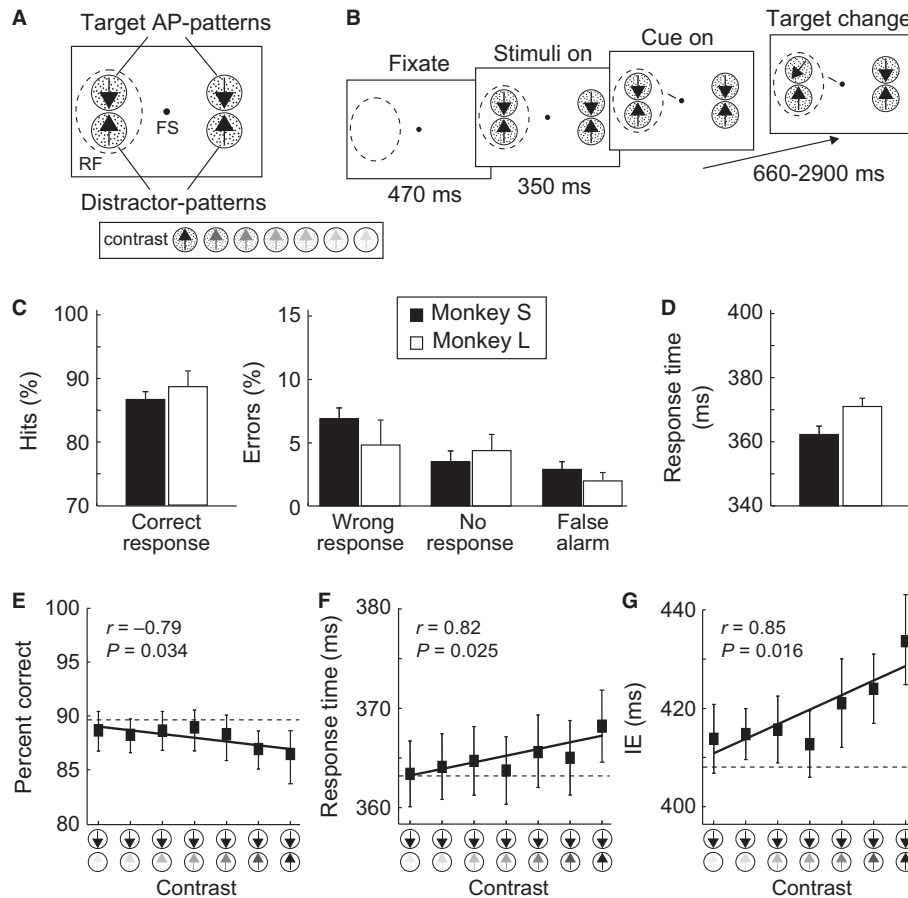 A
Target AP-patterns
FS
RF
Distractor-patterns
contrast
B
Fixate
Stimuli on
Cue on
Target change
470 ms
350 ms
660-2900 ms
C
Hits (%)
100
90
80
70
Correct
response
Errors (%)
15
10
5
0
Monkey S
Monkey L
Wrong
response
No
response
False
alarm
D
Response time
(ms)
400
380
360
340
E
Percent correct
100
95
90
85
80
r = –0.79
P = 0.034
Contrast
F
Response time (ms)
380
370
360
r = 0.82
P = 0.025
Contrast
G
IE (ms)
440
420
400
r = 0.85
P = 0.016
Contrast